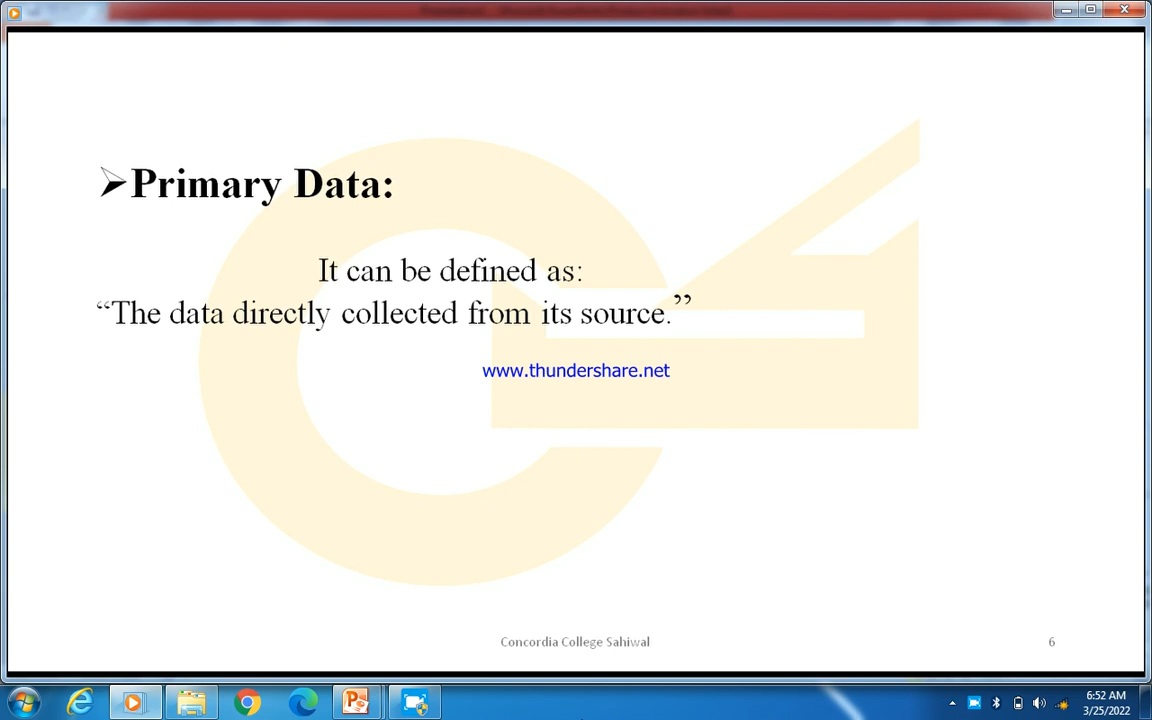 ➢Primary Data:
It can be defined as:
“The data directly collected from its source.”
www.thundershare.net
Concordia College Sahiwal
6
6:52 AM
3/25/2022